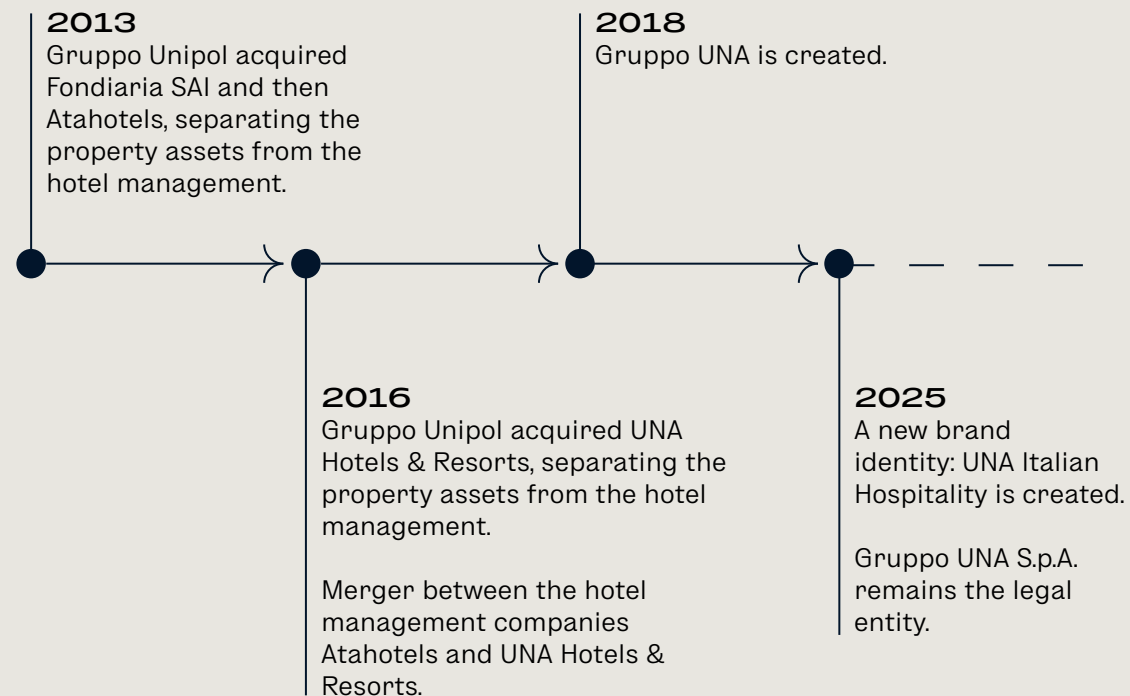 2013
Gruppo Unipol acquired
Fondiaria SAI and then
Atahotels, separating the
property assets from the
hotel management.
2016
Gruppo Unipol acquired UNA
Hotels & Resorts, separating the
property assets from the hotel
management.
Merger between the hotel
management companies
Atahotels and UNA Hotels &
Resorts.
2018
Gruppo UNA is created.
2025
A new brand
identity: UNA Italian
Hospitality is created.
Gruppo UNA S.p.A.
remains the legal
entity.